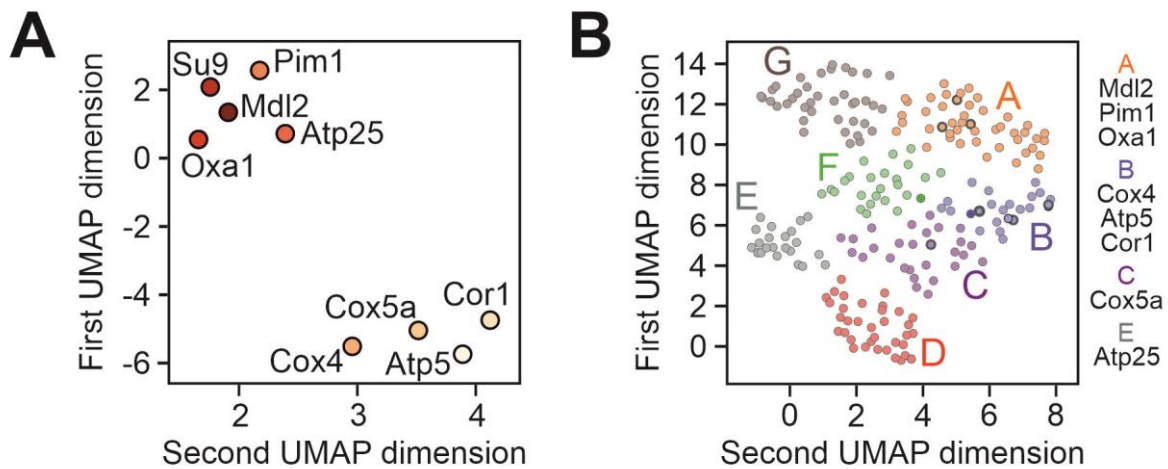 A
First UMAP dimension
2
0
-2
-4
-6
Su9
Pim1
Mdl2
Atp25
Oxa1
Cox5a
Cor1
Cox4
Atp5
2 3 4
Second UMAP dimension
B
First UMAP dimension
14
12
10
8
6
4
2
0
G
A
F
E
B
C
D
0 2 4 6 8
Second UMAP dimension
A
Mdl2
Pim1
Oxa1
B
Cox4
Atp5
Cor1
C
Cox5a
E
Atp25